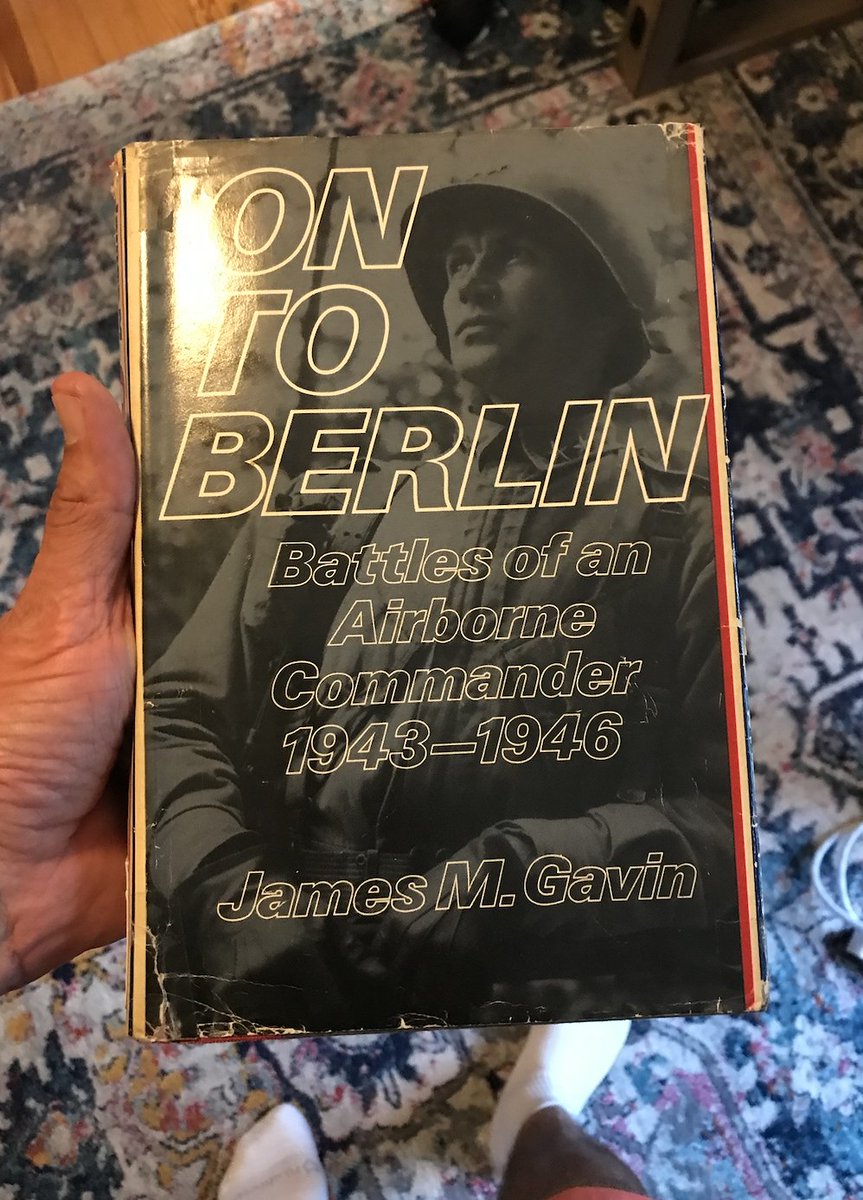 ON
TO
BERLIN
Battles of an
Airborne
Commander
1943–1946
James M. Gavin